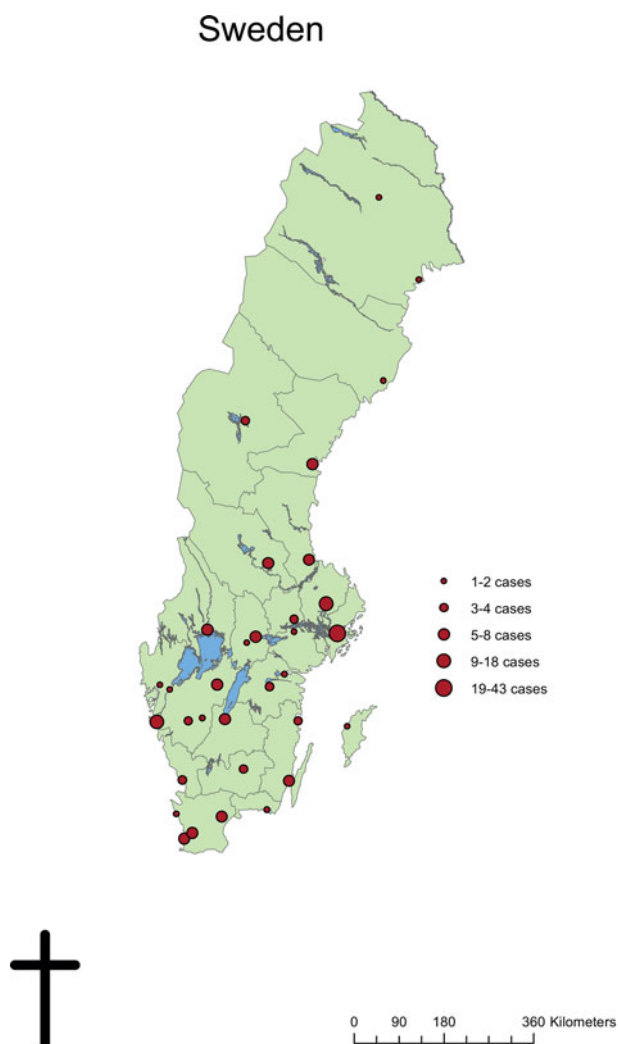 Sweden
1-2 cases
3-4 cases
5-8 cases
9-18 cases
19-43 cases
0 90 180 360 Kilometers